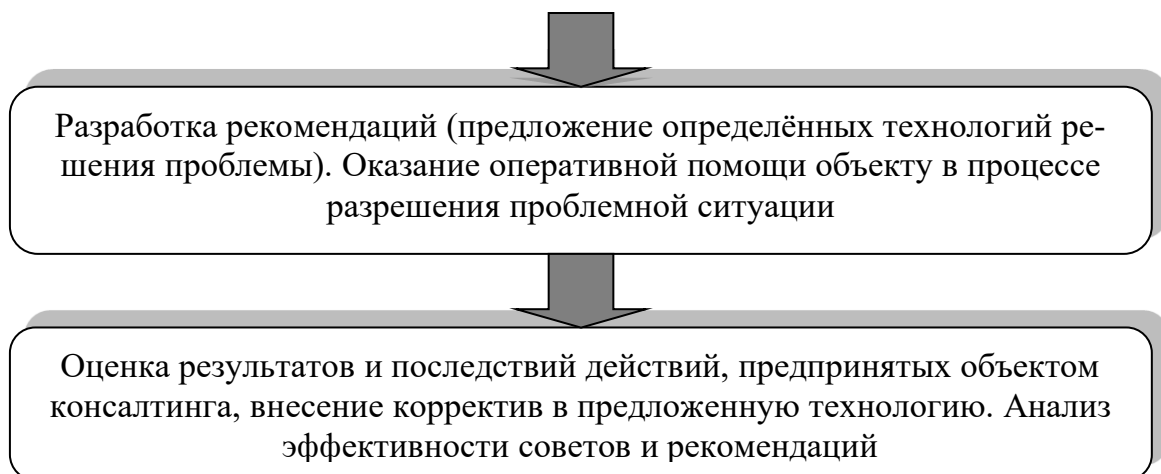 Разработка рекомендаций (предложение определённых технологий ре-
шения проблемы). Оказание оперативной помощи объекту в процессе
разрешения проблемной ситуации
Оценка результатов и последствий действий, предпринятых объектом
консалтинга, внесение корректив в предложенную технологию. Анализ
эффективности советов и рекомендаций